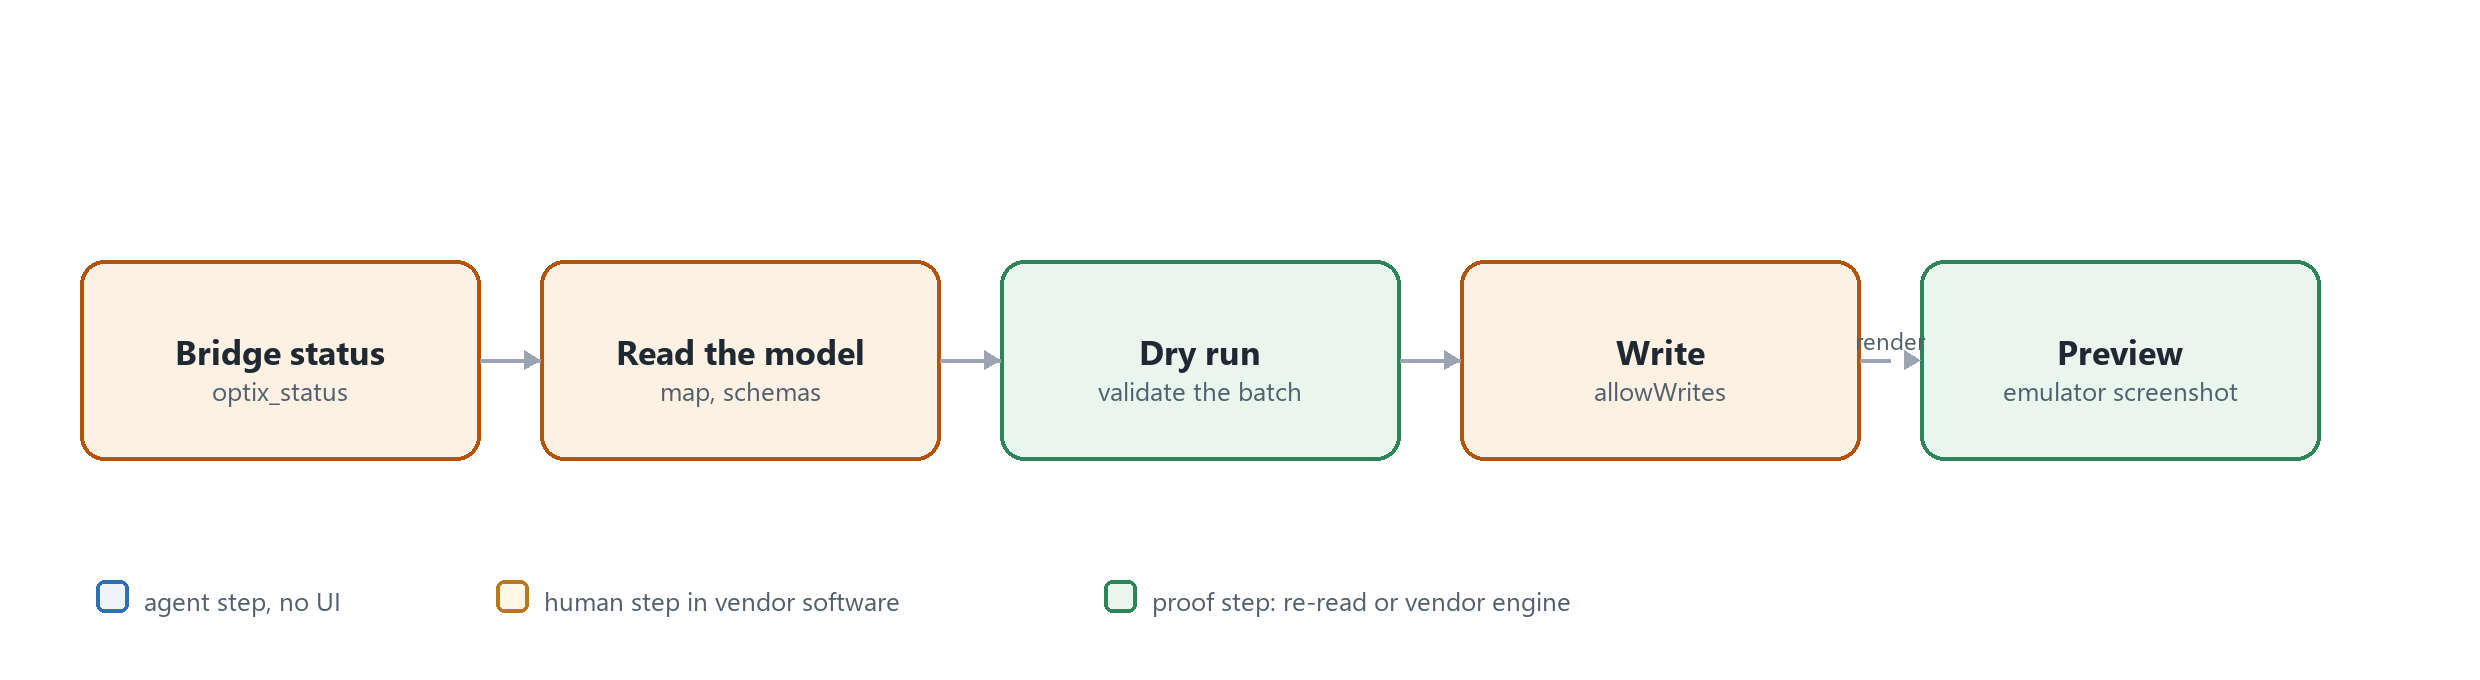 Bridge status
optix_status
Read the model
map, schemas
Dry run
validate the batch
Write
allowWrites
render
Preview
emulator screenshot
agent step, no UI
human step in vendor software
proof step: re-read or vendor engine